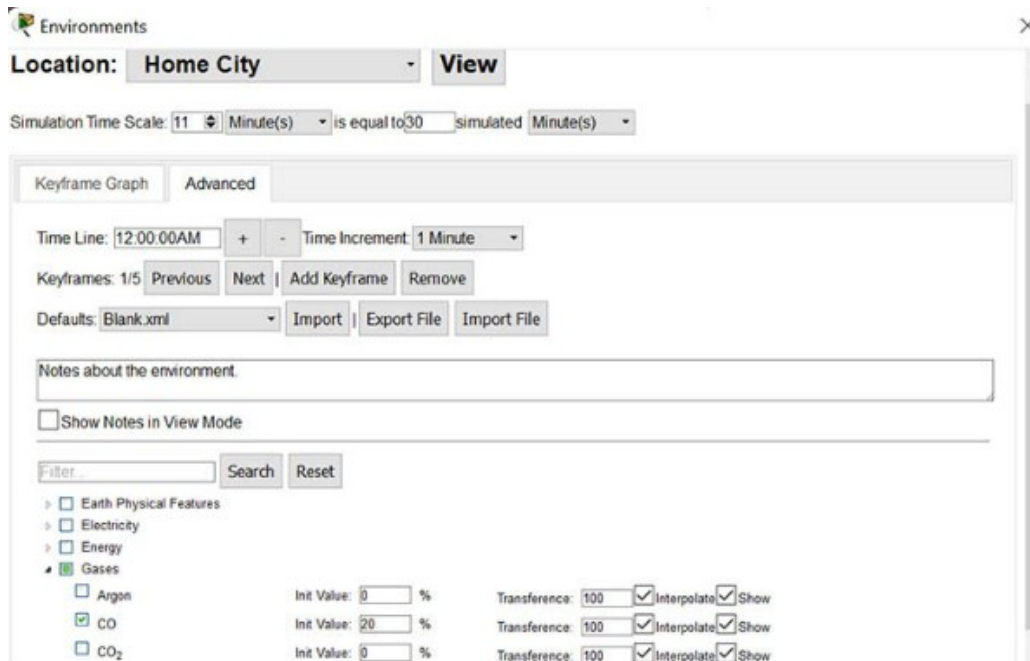 Environments
Location: Home City View
Simulation Time Scale: 11 Minute(s) is equal to 30 simulated Minute(s)
Keyframe Graph Advanced
Time Line: 12:00:00AM + - Time Increment: 1 Minute
Keyframes: 1/5 Previous Next | Add Keyframe Remove
Defaults: Blank.xml Import | Export File Import File
Notes about the environment.
Show Notes in View Mode
Filter... Search Reset
Earth Physical Features
Electricity
Energy
Gases
Argon Init Value: 0 % Transference: 100 Interpolate Show
CO Init Value: 20 % Transference: 100 Interpolate Show
CO₂ Init Value: 0 % Transference: 100 Interpolate Show